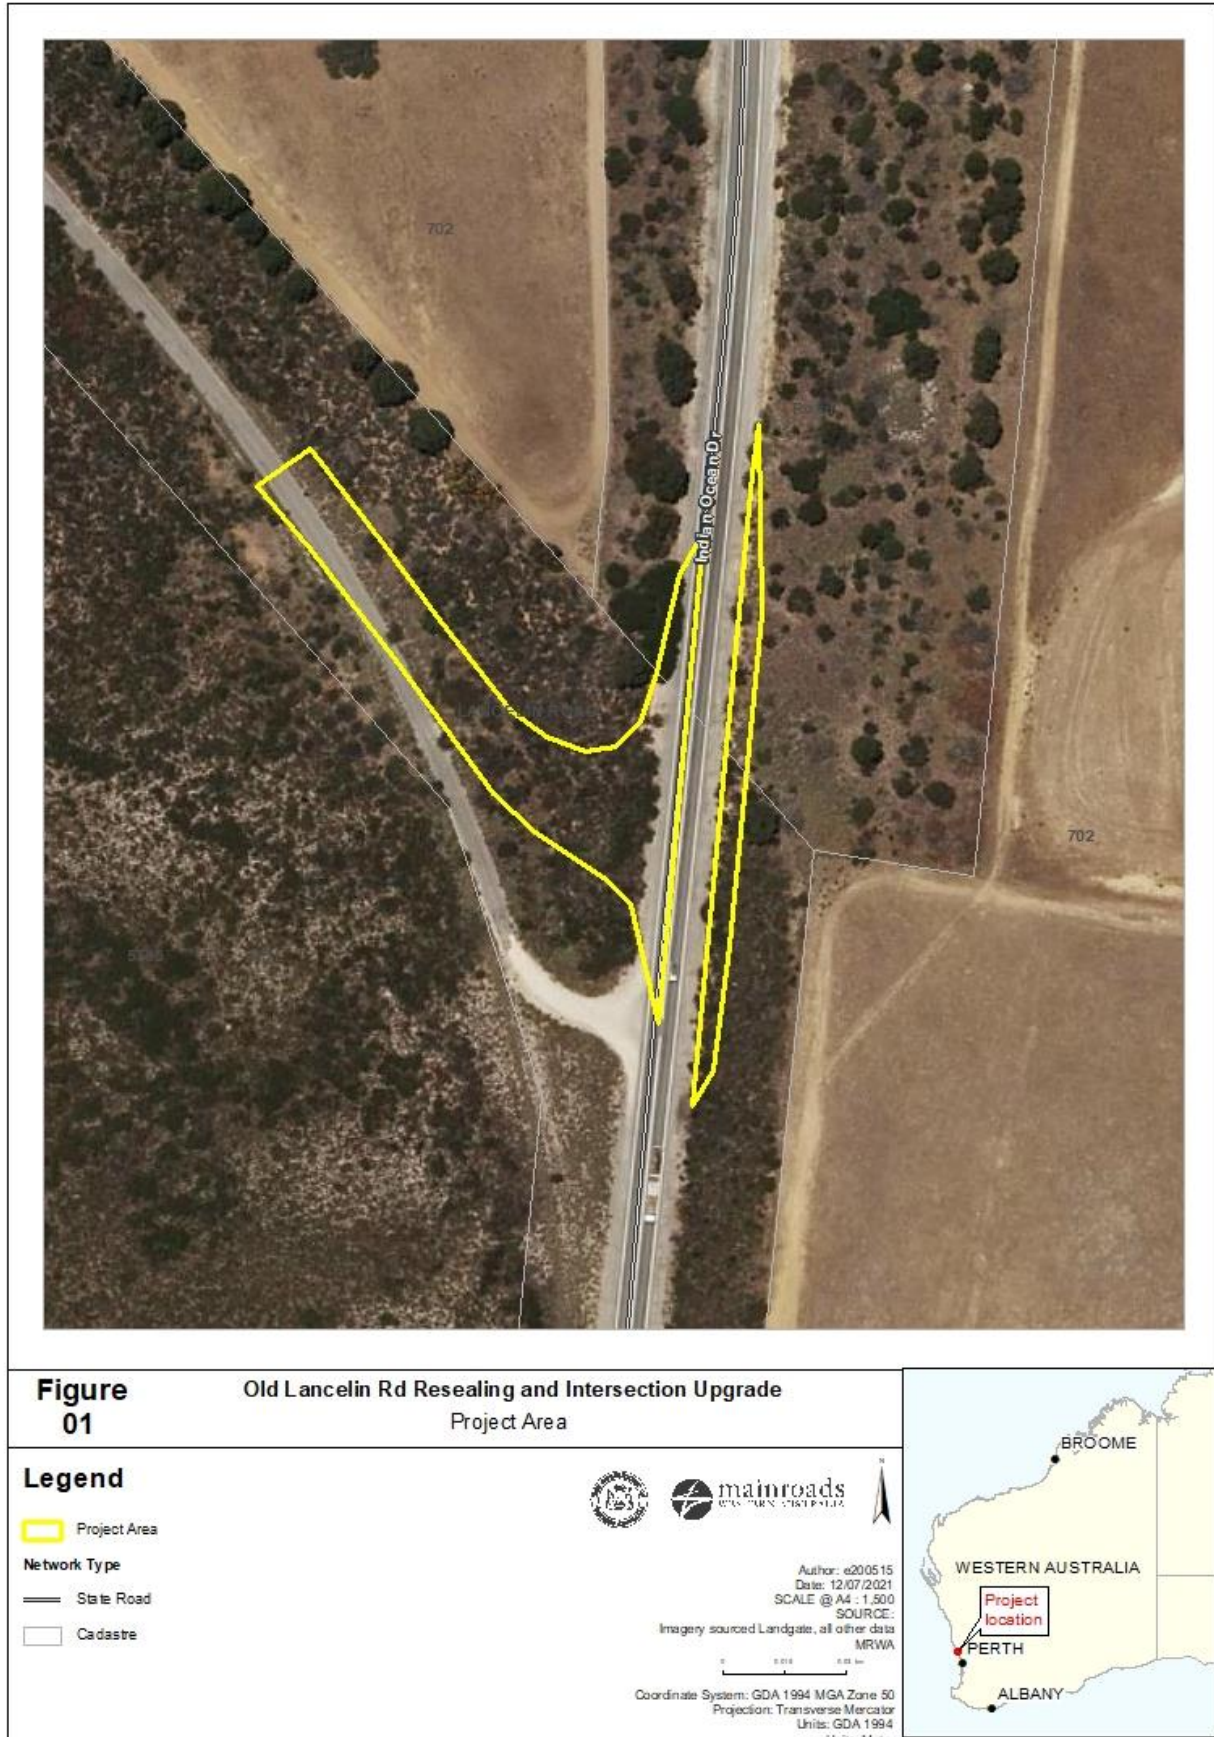 702
Indian Ocean Dr
702
Figure
01
Old Lancelin Rd Resealing and Intersection Upgrade
Project Area
Legend
Project Area
Network Type
State Road
Cadastre
N
mainroads
WESTERN AUSTRALIA
Author: e200515
Date: 12/07/2021
SCALE @ A4 : 1,500
SOURCE:
Imagery sourced Landgate, all other data
MRWA
0
Coordinate System: GDA 1994 MGA Zone 50
Projection: Transverse Mercator
Units: GDA 1994
BROOME
WESTERN AUSTRALIA
Project
location
PERTH
ALBANY